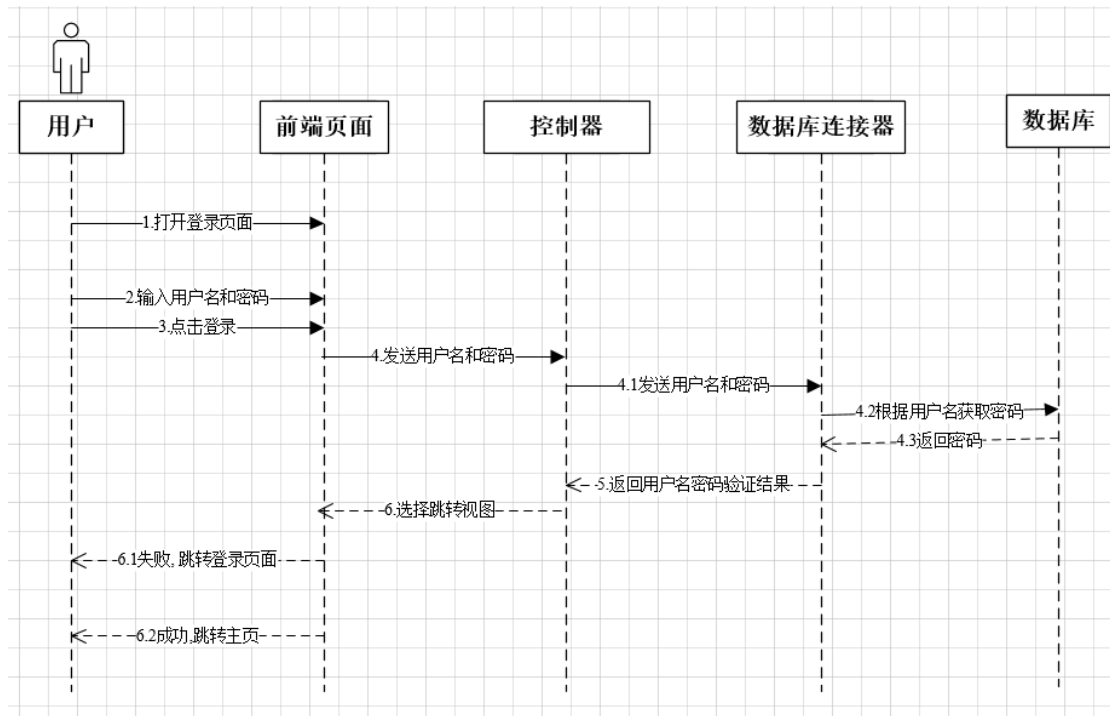 用户
前端页面
控制器
数据库连接器
数据库
1.打开登录页面
2.输入用户名和密码
3.点击登录
4.发送用户名和密码
4.1发送用户名和密码
4.2根据用户名获取密码
4.3返回密码
5.返回用户名密码验证结果
6.选择跳转视图
6.1失败,跳转登录页面
6.2成功,跳转主页